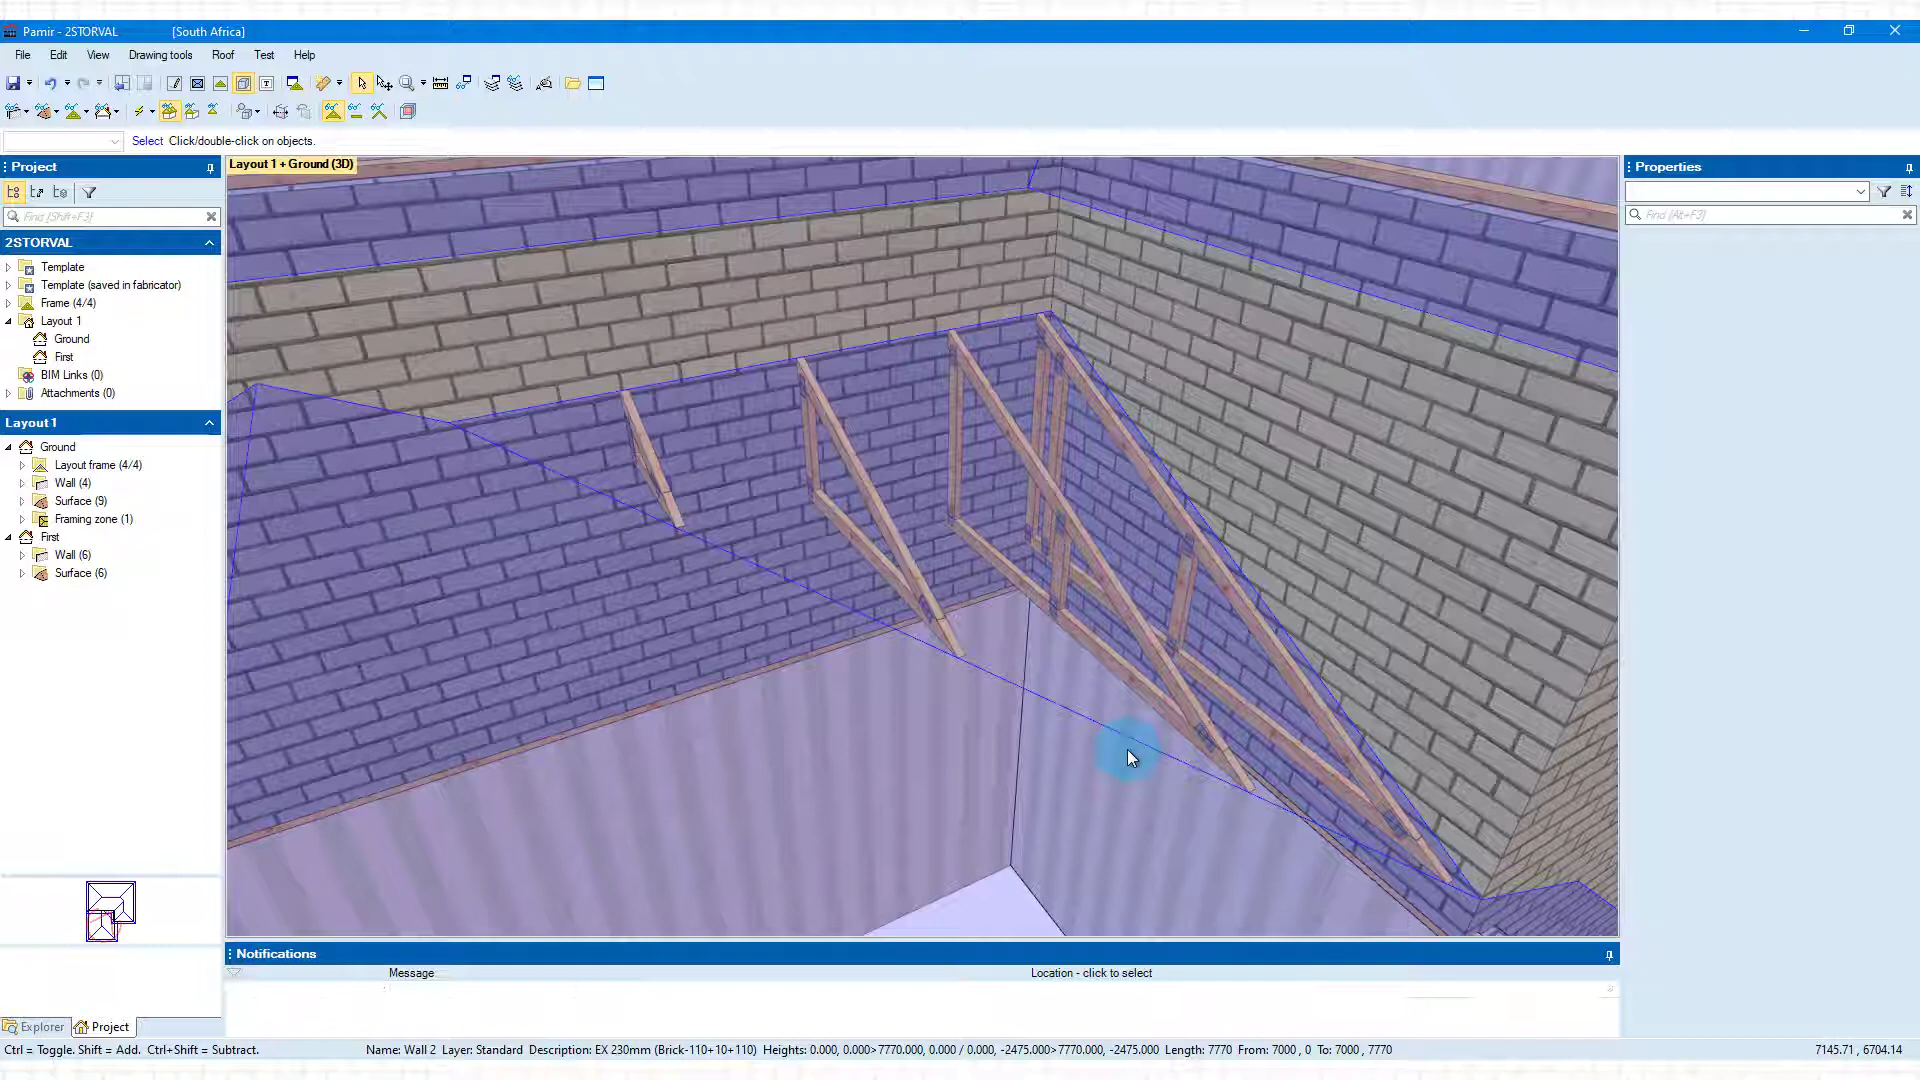 Pamir - 2STORVAL [South Africa]
File Edit View Drawing tools Roof Test Help
Select Click/double-click on objects.
Project
Find (Shift+F3)
2STORVAL
Template
Template (saved in fabricator)
Frame (4/4)
Layout 1
Ground
First
BIM Links (0)
Attachments (0)
Layout 1
Ground
Layout frame (4/4)
Wall (4)
Surface (9)
Framing zone (1)
First
Wall (6)
Surface (6)
Explorer Project
Layout 1 + Ground (3D)
Properties
Find (Alt+F3)
Notifications
Message Location - click to select
Ctrl = Toggle. Shift = Add. Ctrl+Shift = Subtract. Name: Wall 2 Layer: Standard Description: EX 230mm (Brick-110+10+110) Heights: 0.000, 0.000>7770.000, 0.000 / 0.000, -2475.000>7770.000, -2475.000 Length: 7770 From: 7000 , 0 To: 7000 , 7770 7145.71 , 6704.14